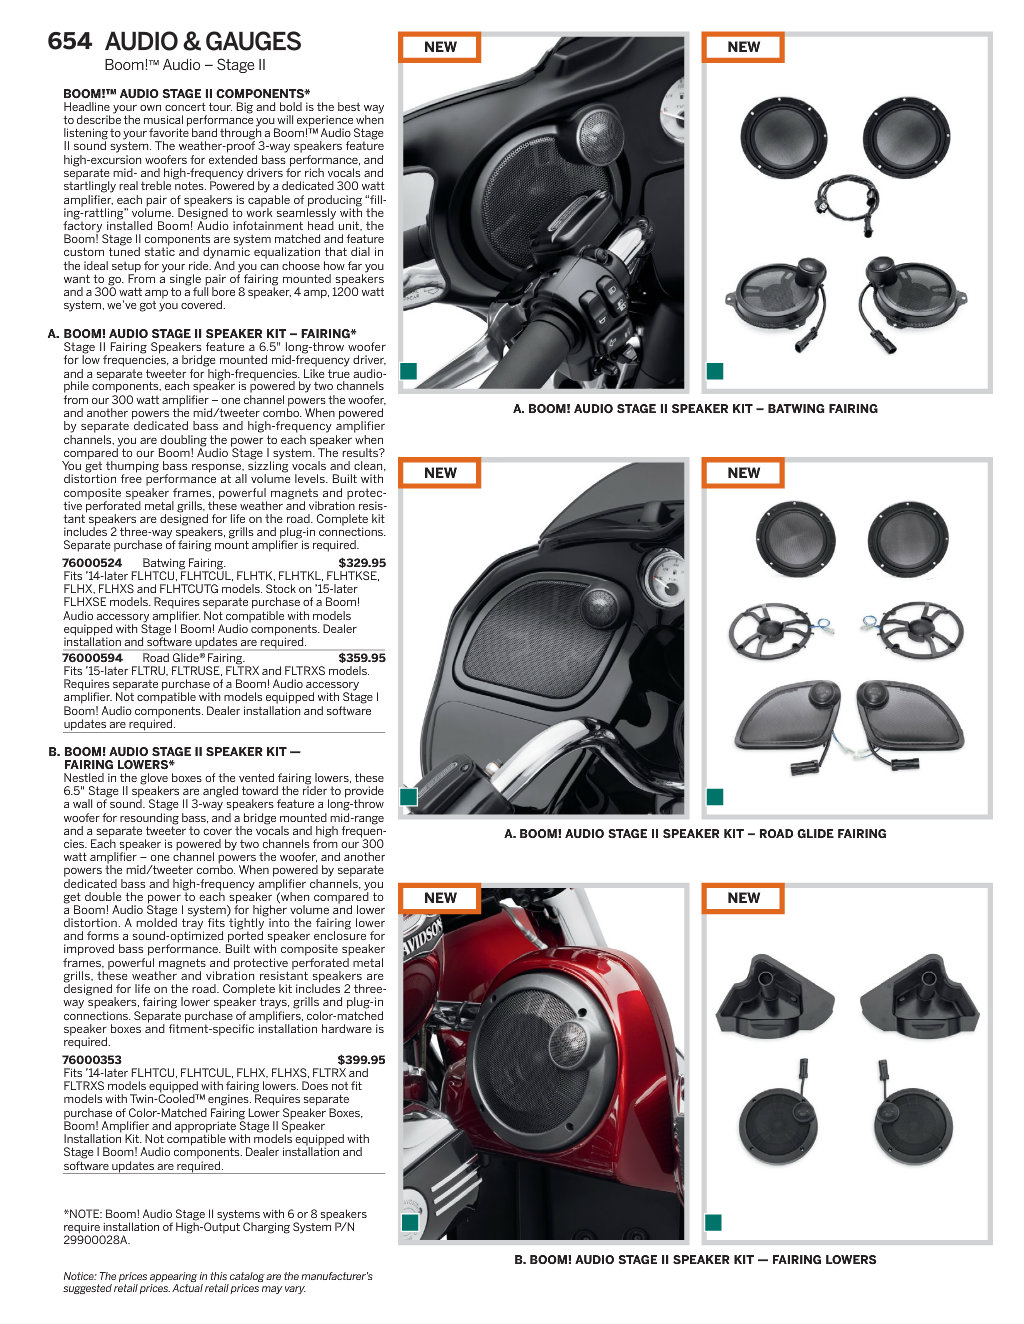 654 AUDIO & GAUGES
Boom!™ Audio – Stage II
BOOM!™ AUDIO STAGE II COMPONENTS*
Headline your own concert tour. Big and bold is the best way
to describe the musical performance you will experience when
listening to your favorite band through a Boom!™ Audio Stage
II sound system. The weather-proof 3-way speakers feature
high-excursion woofers for extended bass performance, and
separate mid- and high-frequency drivers for rich vocals and
startlingly real treble notes. Powered by a dedicated 300 watt
amplifier, each pair of speakers is capable of producing “fill-
ing-rattling” volume. Designed to work seamlessly with the
factory installed Boom! Audio infotainment head unit, the
Boom! Stage II components are system matched and feature
custom tuned static and dynamic equalization that dial in
the ideal setup for your ride. And you can choose how far you
want to go. From a single pair of fairing mounted speakers
and a 300 watt amp to a full bore 8 speaker, 4 amp, 1200 watt
system, we’ve got you covered.
A. BOOM! AUDIO STAGE II SPEAKER KIT – FAIRING*
Stage II Fairing Speakers feature a 6.5" long-throw woofer
for low frequencies, a bridge mounted mid-frequency driver,
and a separate tweeter for high-frequencies. Like true audio-
phile components, each speaker is powered by two channels
from our 300 watt amplifier – one channel powers the woofer,
and another powers the mid/tweeter combo. When powered
by separate dedicated bass and high-frequency amplifier
channels, you are doubling the power to each speaker when
compared to our Boom! Audio Stage I system. The results?
You get thumping bass response, sizzling vocals and clean,
distortion free performance at all volume levels. Built with
composite speaker frames, powerful magnets and protec-
tive perforated metal grills, these weather and vibration resis-
tant speakers are designed for life on the road. Complete kit
includes 2 three-way speakers, grills and plug-in connections.
Separate purchase of fairing mount amplifier is required.
76000524 Batwing Fairing. $329.95
Fits ’14-later FLHTCU, FLHTCUL, FLHTK, FLHTKL, FLHTKSE,
FLHX, FLHXS and FLHTCUTG models. Stock on ’15-later
FLHXSE models. Requires separate purchase of a Boom!
Audio accessory amplifier. Not compatible with models
equipped with Stage I Boom! Audio components. Dealer
installation and software updates are required.
76000594 Road Glide® Fairing. $359.95
Fits ’15-later FLTRU, FLTRUSE, FLTRX and FLTRXS models.
Requires separate purchase of a Boom! Audio accessory
amplifier. Not compatible with models equipped with Stage I
Boom! Audio components. Dealer installation and software
updates are required.
B. BOOM! AUDIO STAGE II SPEAKER KIT —
FAIRING LOWERS*
Nestled in the glove boxes of the vented fairing lowers, these
6.5" Stage II speakers are angled toward the rider to provide
a wall of sound. Stage II 3-way speakers feature a long-throw
woofer for resounding bass, and a bridge mounted mid-range
and a separate tweeter to cover the vocals and high frequen-
cies. Each speaker is powered by two channels from our 300
watt amplifier – one channel powers the woofer, and another
powers the mid/tweeter combo. When powered by separate
dedicated bass and high-frequency amplifier channels, you
get double the power to each speaker (when compared to
a Boom! Audio Stage I system) for higher volume and lower
distortion. A molded tray fits tightly into the fairing lower
and forms a sound-optimized ported speaker enclosure for
improved bass performance. Built with composite speaker
frames, powerful magnets and protective perforated metal
grills, these weather and vibration resistant speakers are
designed for life on the road. Complete kit includes 2 three-
way speakers, fairing lower speaker trays, grills and plug-in
connections. Separate purchase of amplifiers, color-matched
speaker boxes and fitment-specific installation hardware is
required.
76000353 $399.95
Fits ’14-later FLHTCU, FLHTCUL, FLHX, FLHXS, FLTRX and
FLTRXS models equipped with fairing lowers. Does not fit
models with Twin-Cooled™ engines. Requires separate
purchase of Color-Matched Fairing Lower Speaker Boxes,
Boom! Amplifier and appropriate Stage II Speaker
Installation Kit. Not compatible with models equipped with
Stage I Boom! Audio components. Dealer installation and
software updates are required.
*NOTE: Boom! Audio Stage II systems with 6 or 8 speakers
require installation of High-Output Charging System P/N
29900028A.
Notice: The prices appearing in this catalog are the manufacturer’s
suggested retail prices. Actual retail prices may vary.
NEW
NEW
A. BOOM! AUDIO STAGE II SPEAKER KIT – BATWING FAIRING
NEW
NEW
A. BOOM! AUDIO STAGE II SPEAKER KIT – ROAD GLIDE FAIRING
NEW
NEW
B. BOOM! AUDIO STAGE II SPEAKER KIT — FAIRING LOWERS